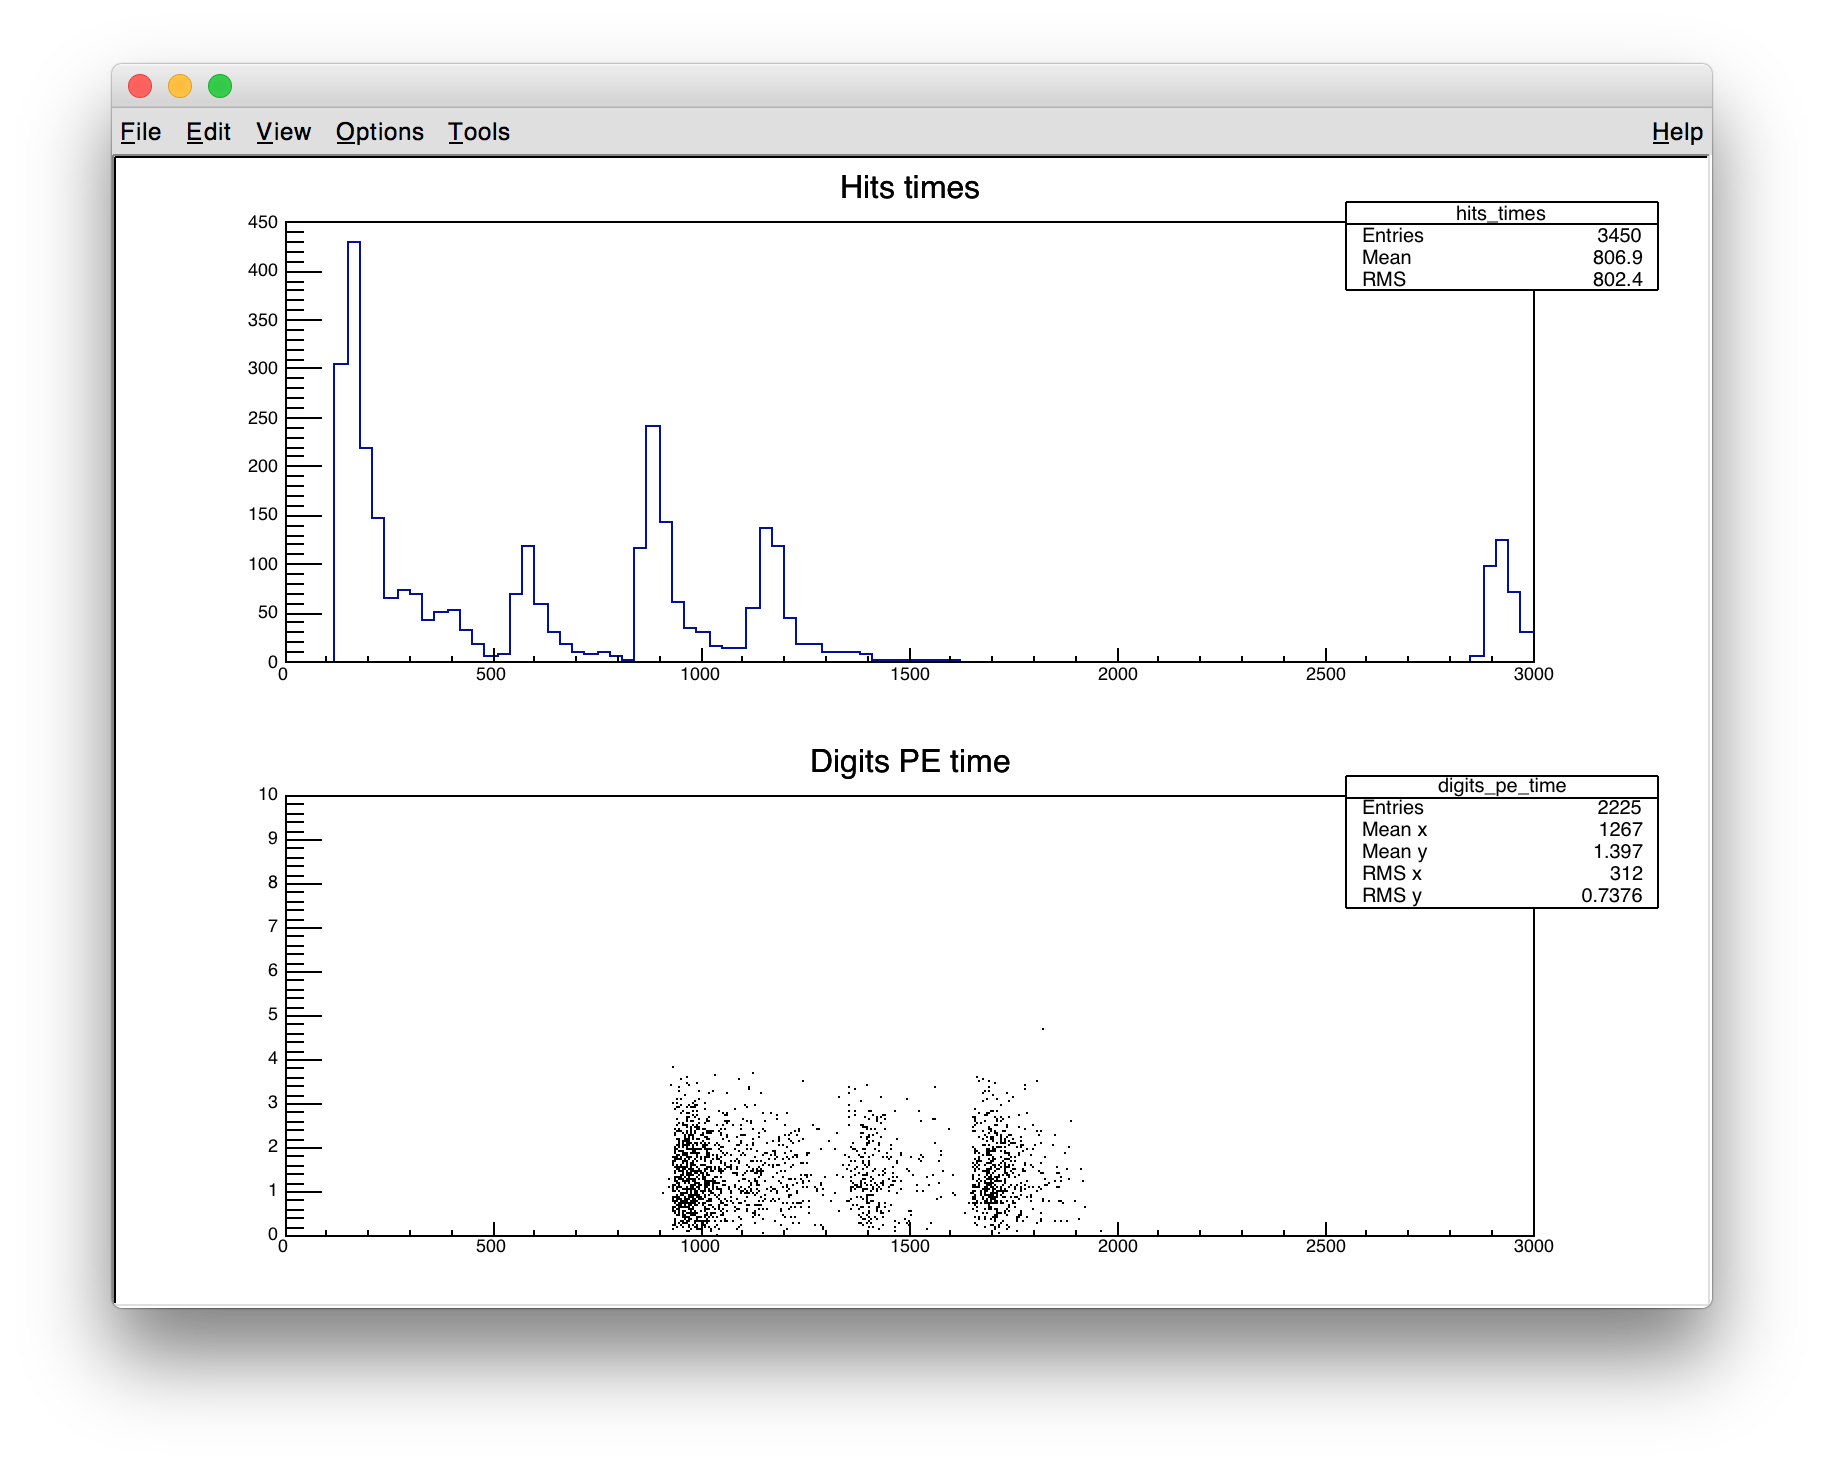 File Edit View Options Tools Help
Hits times
hits_times
Entries 3450
Mean 806.9
RMS 802.4
450
400
350
300
250
200
150
100
50
0
0 500 1000 1500 2000 2500 3000
Digits PE time
digits_pe_time
Entries 2225
Mean x 1267
Mean y 1.397
RMS x 312
RMS y 0.7376
10
9
8
7
6
5
4
3
2
1
0
0 500 1000 1500 2000 2500 3000